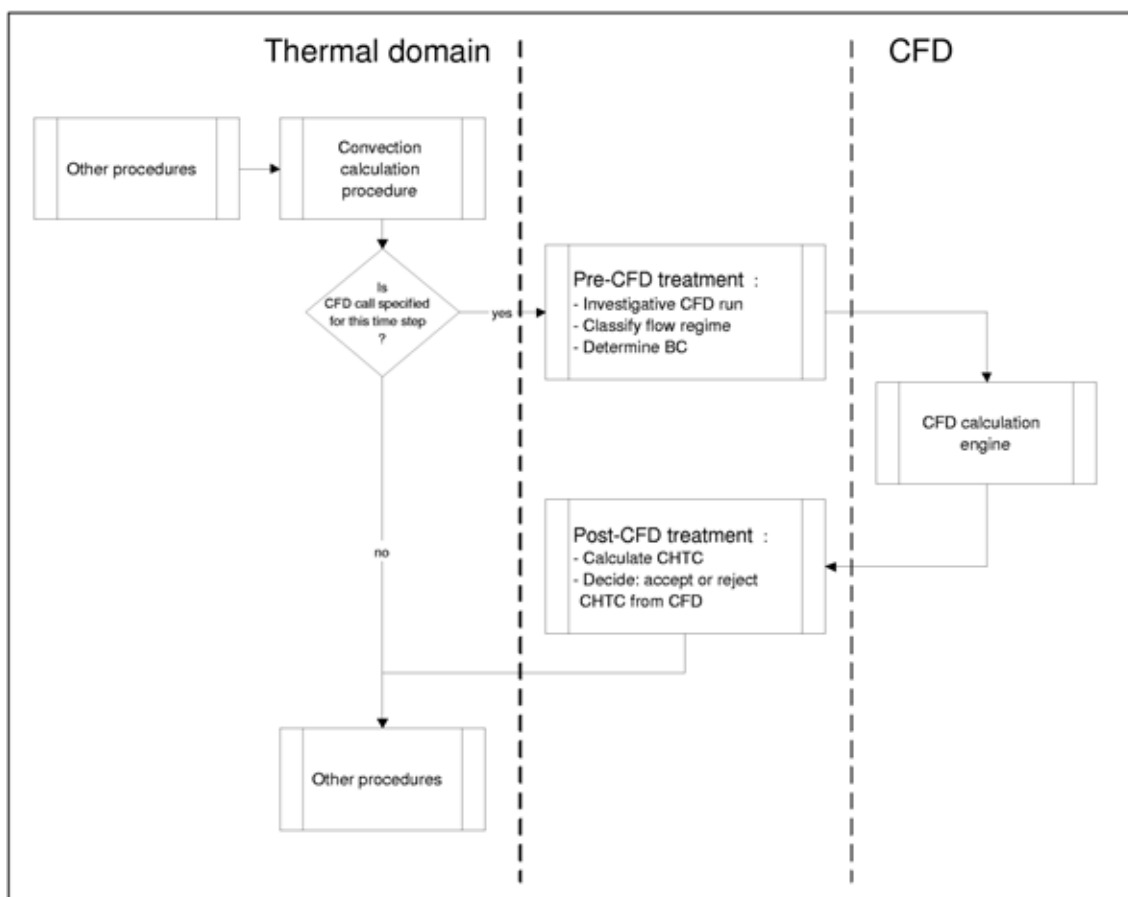 Thermal domain
CFD
Other procedures
Convection
calculation
procedure
Is
CFD call specified
for this time step
?
yes
Pre-CFD treatment :
- Investigative CFD run
- Classify flow regime
- Determine BC
CFD calculation
engine
no
Post-CFD treatment :
- Calculate CHTC
- Decide: accept or reject
CHTC from CFD
Other procedures